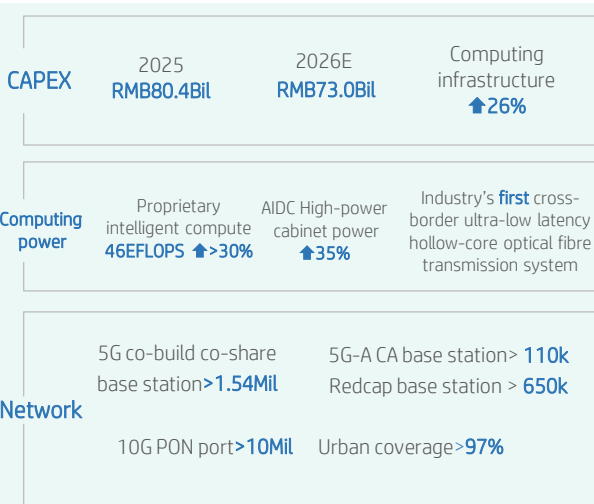 CAPEX
2025
RMB80.4Bil
2026E
RMB73.0Bil
Computing
infrastructure
⬆26%
Computing
power
Proprietary
intelligent compute
46EFLOPS ⬆>30%
AIDC High-power
cabinet power
⬆35%
Industry's first cross-
border ultra-low latency
hollow-core optical fibre
transmission system
Network
5G co-build co-share
base station>1.54Mil
5G-A CA base station> 110k
Redcap base station > 650k
10G PON port>10Mil
Urban coverage>97%